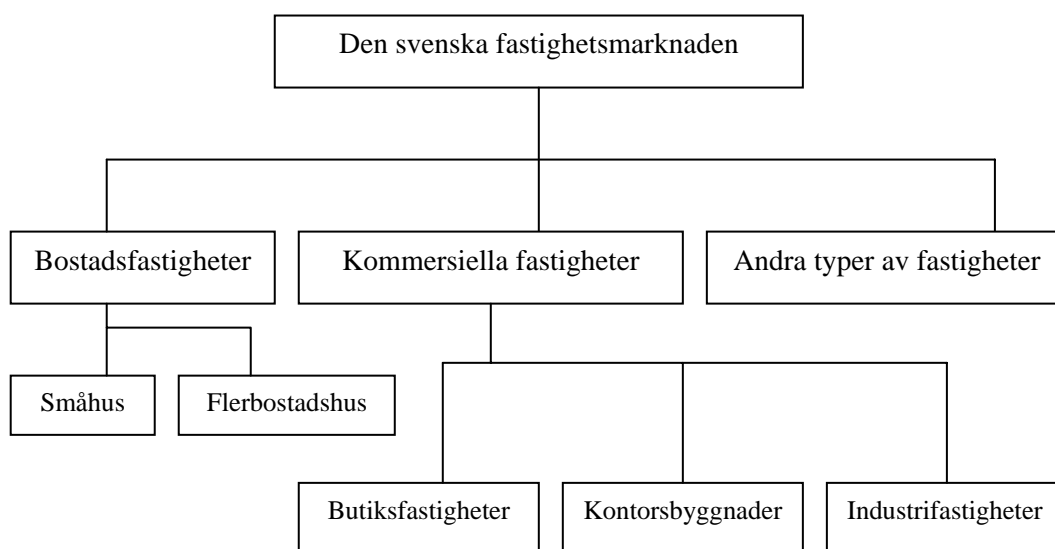 Den svenska fastighetsmarknaden
Bostadsfastigheter
Kommersiella fastigheter
Andra typer av fastigheter
Småhus
Flerbostadshus
Butiksfastigheter
Kontorsbyggnader
Industrifastigheter